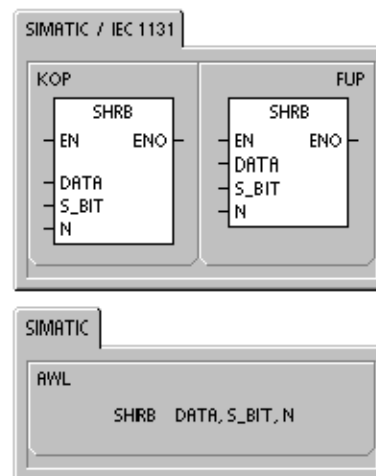 SIMATIC / IEC 1131
KOP
FUP
SHRB
EN ENO
DATA
S_BIT
N
SHRB
EN ENO
DATA
S_BIT
N
SIMATIC
AWL
SHRB DATA, S_BIT, N